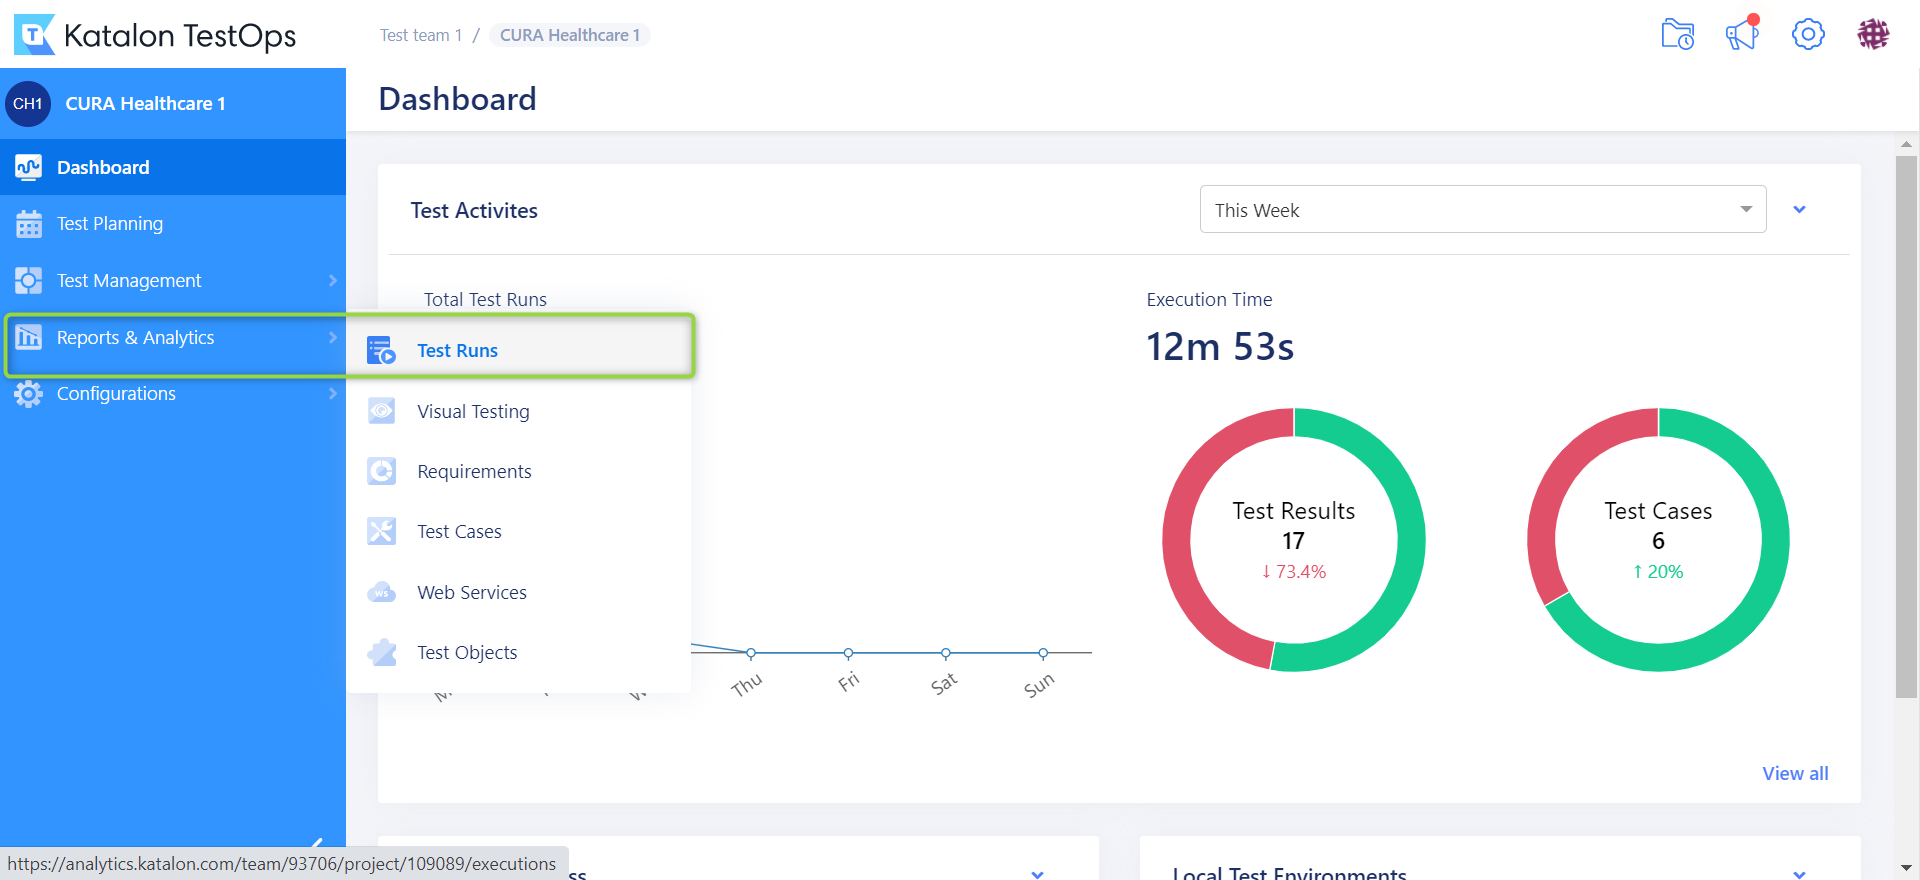 Katalon TestOps
Test team 1 / CURA Healthcare 1
CH1 CURA Healthcare 1
Dashboard
Dashboard
Test Planning
Test Management
Reports & Analytics
Configurations
Test Runs
Visual Testing
Requirements
Test Cases
WS Web Services
Test Objects
Test Activites
This Week
Total Test Runs
Execution Time
12m 53s
Test Results
17
↓ 73.4%
Test Cases
6
↑ 20%
Thu Fri Sat Sun
View all
Local Test Environments
https://analytics.katalon.com/team/93706/project/109089/executions